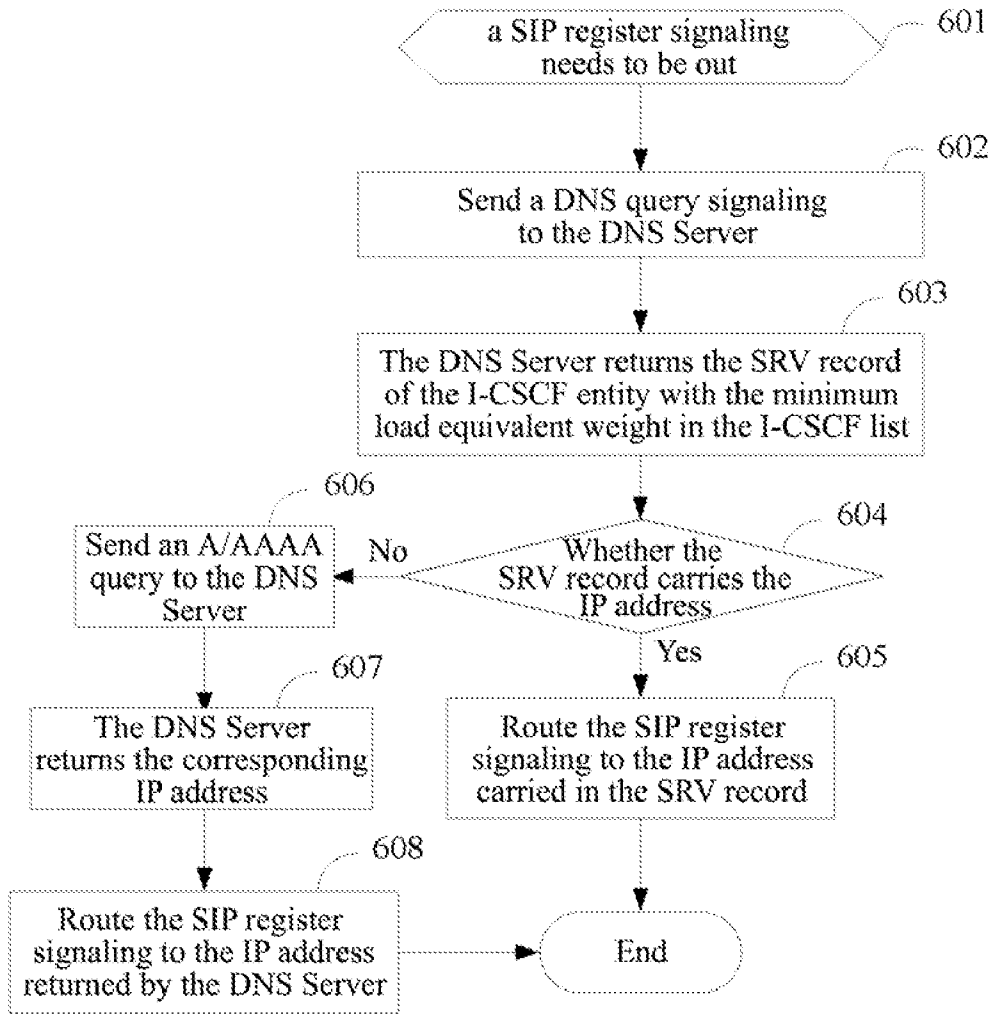 a SIP register signaling
needs to be out
601
602
Send a DNS query signaling
to the DNS Server
603
The DNS Server returns the SRV record
of the I-CSCF entity with the minimum
load equivalent weight in the I-CSCF list
604
Whether the
SRV record carries the
IP address
No
606
Send an A/AAAA
query to the DNS
Server
Yes
605
Route the SIP register
signaling to the IP address
carried in the SRV record
607
The DNS Server
returns the corresponding
IP address
608
Route the SIP register
signaling to the IP address
returned by the DNS Server
End